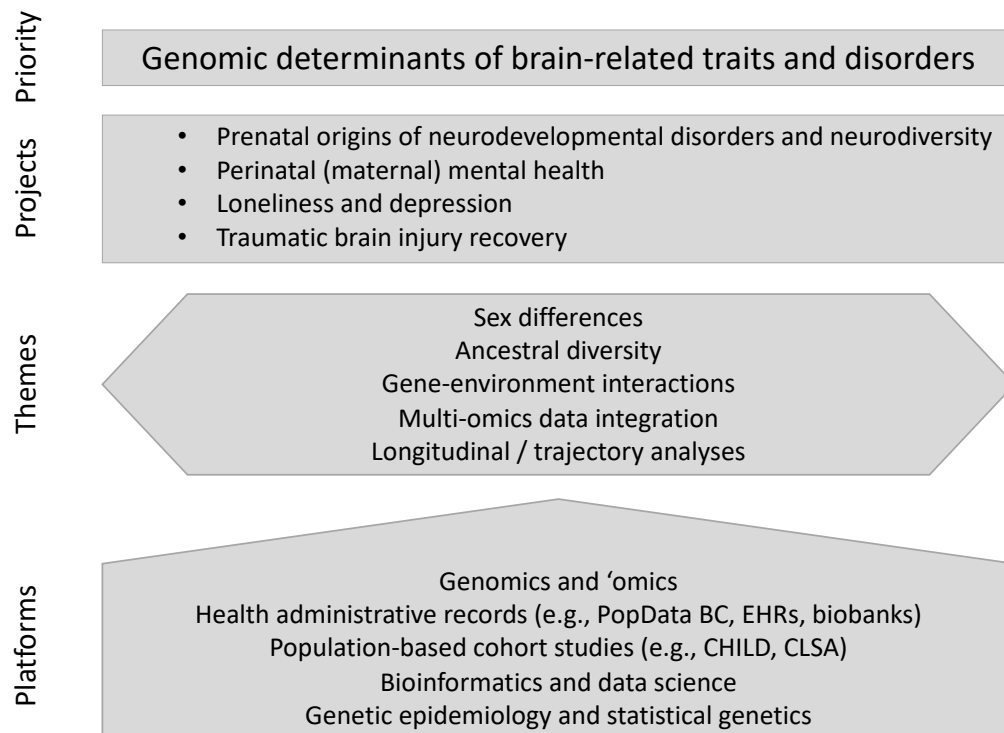 Priority
Genomic determinants of brain-related traits and disorders
Projects
• Prenatal origins of neurodevelopmental disorders and neurodiversity
• Perinatal (maternal) mental health
• Loneliness and depression
• Traumatic brain injury recovery
Themes
Sex differences
Ancestral diversity
Gene-environment interactions
Multi-omics data integration
Longitudinal / trajectory analyses
Platforms
Genomics and ‘omics
Health administrative records (e.g., PopData BC, EHRs, biobanks)
Population-based cohort studies (e.g., CHILD, CLSA)
Bioinformatics and data science
Genetic epidemiology and statistical genetics